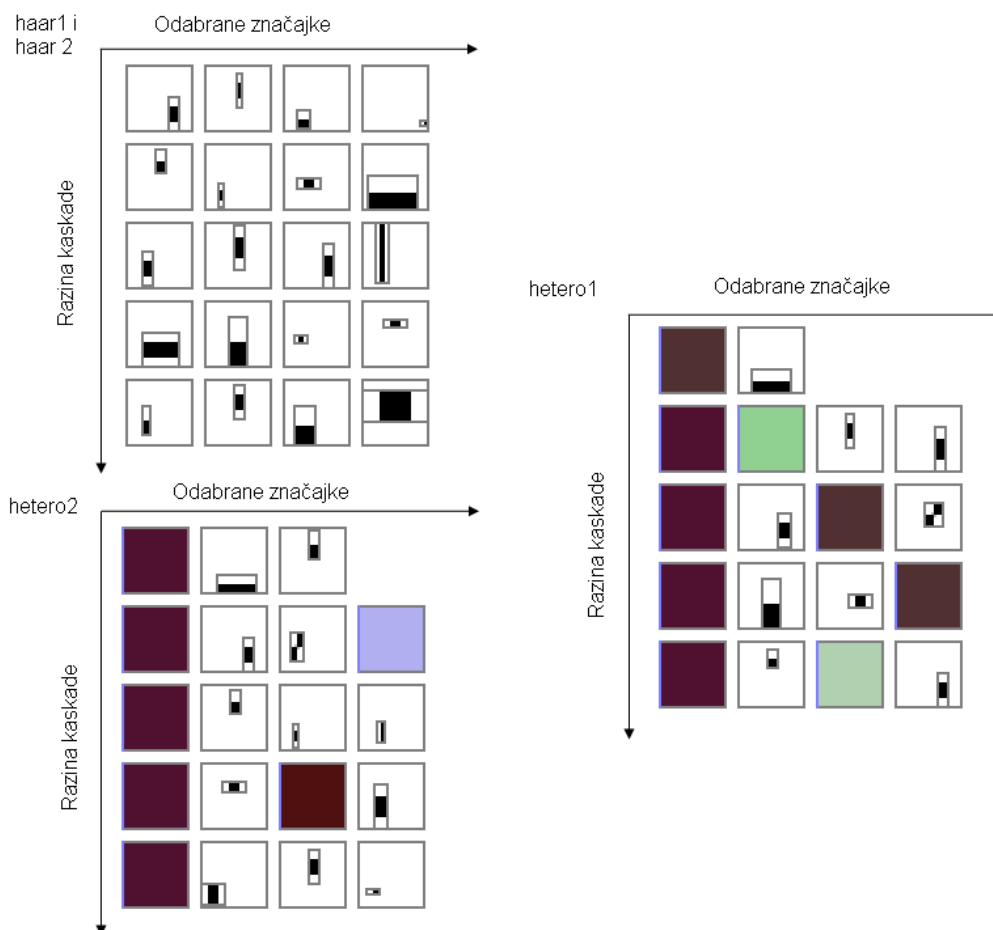 haar1 i
haar 2
Odabrane značajke
Razina kaskade
hetero1
Odabrane značajke
Razina kaskade
hetero2
Odabrane značajke
Razina kaskade